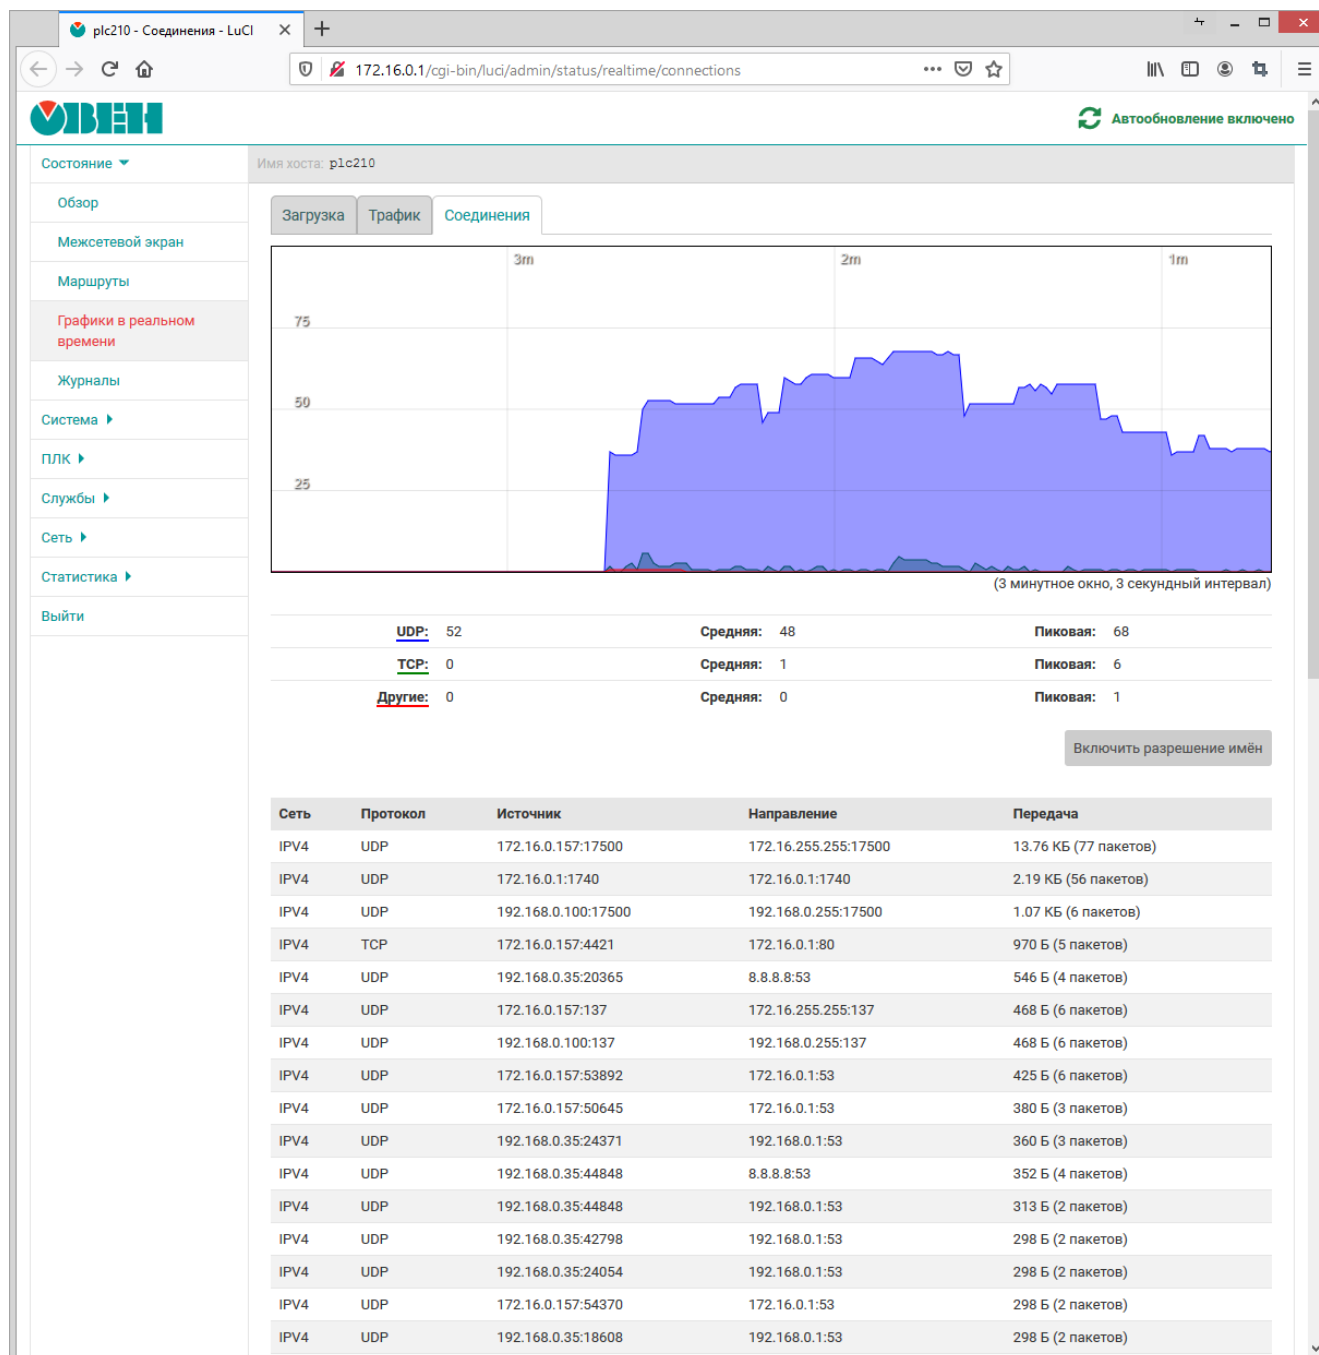 plc210 - Соединения - LuCI
172.16.0.1/cgi-bin/luci/admin/status/realtime/connections
ОВЕН
Автообновление включено
Состояние
Обзор
Межсетевой экран
Маршруты
Графики в реальном
времени
Журналы
Система
ПЛК
Службы
Сеть
Статистика
Выйти
Имя хоста: plc210
Загрузка Трафик Соединения
3m 2m 1m
75
50
25
(3 минутное окно, 3 секундный интервал)
UDP: 52 Средняя: 48 Пиковая: 68
TCP: 0 Средняя: 1 Пиковая: 6
Другие: 0 Средняя: 0 Пиковая: 1
Включить разрешение имён
Сеть Протокол Источник Направление Передача
IPV4 UDP 172.16.0.157:17500 172.16.255.255:17500 13.76 КБ (77 пакетов)
IPV4 UDP 172.16.0.1:1740 172.16.0.1:1740 2.19 КБ (56 пакетов)
IPV4 UDP 192.168.0.100:17500 192.168.0.255:17500 1.07 КБ (6 пакетов)
IPV4 TCP 172.16.0.157:4421 172.16.0.1:80 970 Б (5 пакетов)
IPV4 UDP 192.168.0.35:20365 8.8.8.8:53 546 Б (4 пакетов)
IPV4 UDP 172.16.0.157:137 172.16.255.255:137 468 Б (6 пакетов)
IPV4 UDP 192.168.0.100:137 192.168.0.255:137 468 Б (6 пакетов)
IPV4 UDP 172.16.0.157:53892 172.16.0.1:53 425 Б (6 пакетов)
IPV4 UDP 172.16.0.157:50645 172.16.0.1:53 380 Б (3 пакетов)
IPV4 UDP 192.168.0.35:24371 192.168.0.1:53 360 Б (3 пакетов)
IPV4 UDP 192.168.0.35:44848 8.8.8.8:53 352 Б (4 пакетов)
IPV4 UDP 192.168.0.35:44848 192.168.0.1:53 313 Б (2 пакетов)
IPV4 UDP 192.168.0.35:42798 192.168.0.1:53 298 Б (2 пакетов)
IPV4 UDP 192.168.0.35:24054 192.168.0.1:53 298 Б (2 пакетов)
IPV4 UDP 172.16.0.157:54370 172.16.0.1:53 298 Б (2 пакетов)
IPV4 UDP 192.168.0.35:18608 192.168.0.1:53 298 Б (2 пакетов)